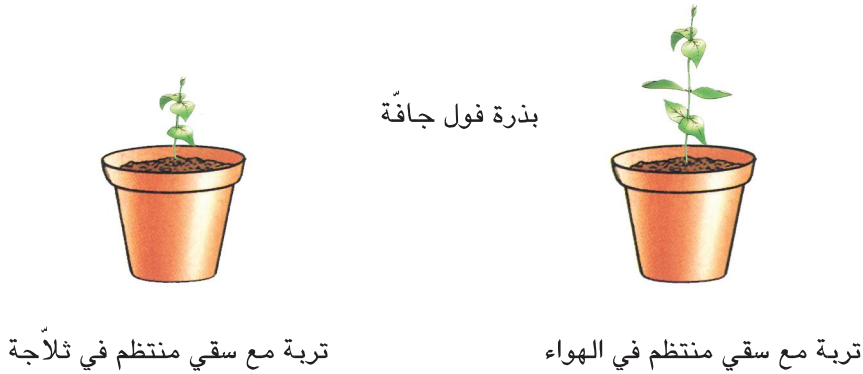 بذرة فول جافّة
تربة مع سقي منتظم في الهواء
تربة مع سقي منتظم في ثلاّجة